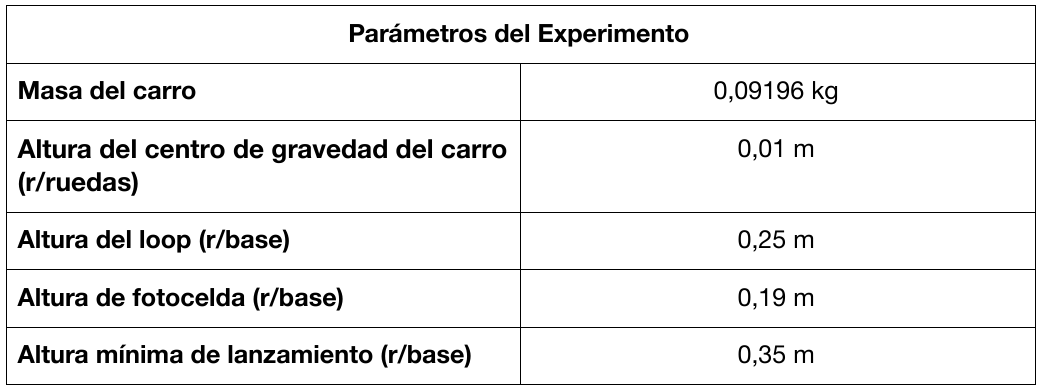 Parámetros del Experimento
Masa del carro 0,09196 kg
Altura del centro de gravedad del carro 0,01 m
(r/ruedas)
Altura del loop (r/base) 0,25 m
Altura de fotocelda (r/base) 0,19 m
Altura mínima de lanzamiento (r/base) 0,35 m